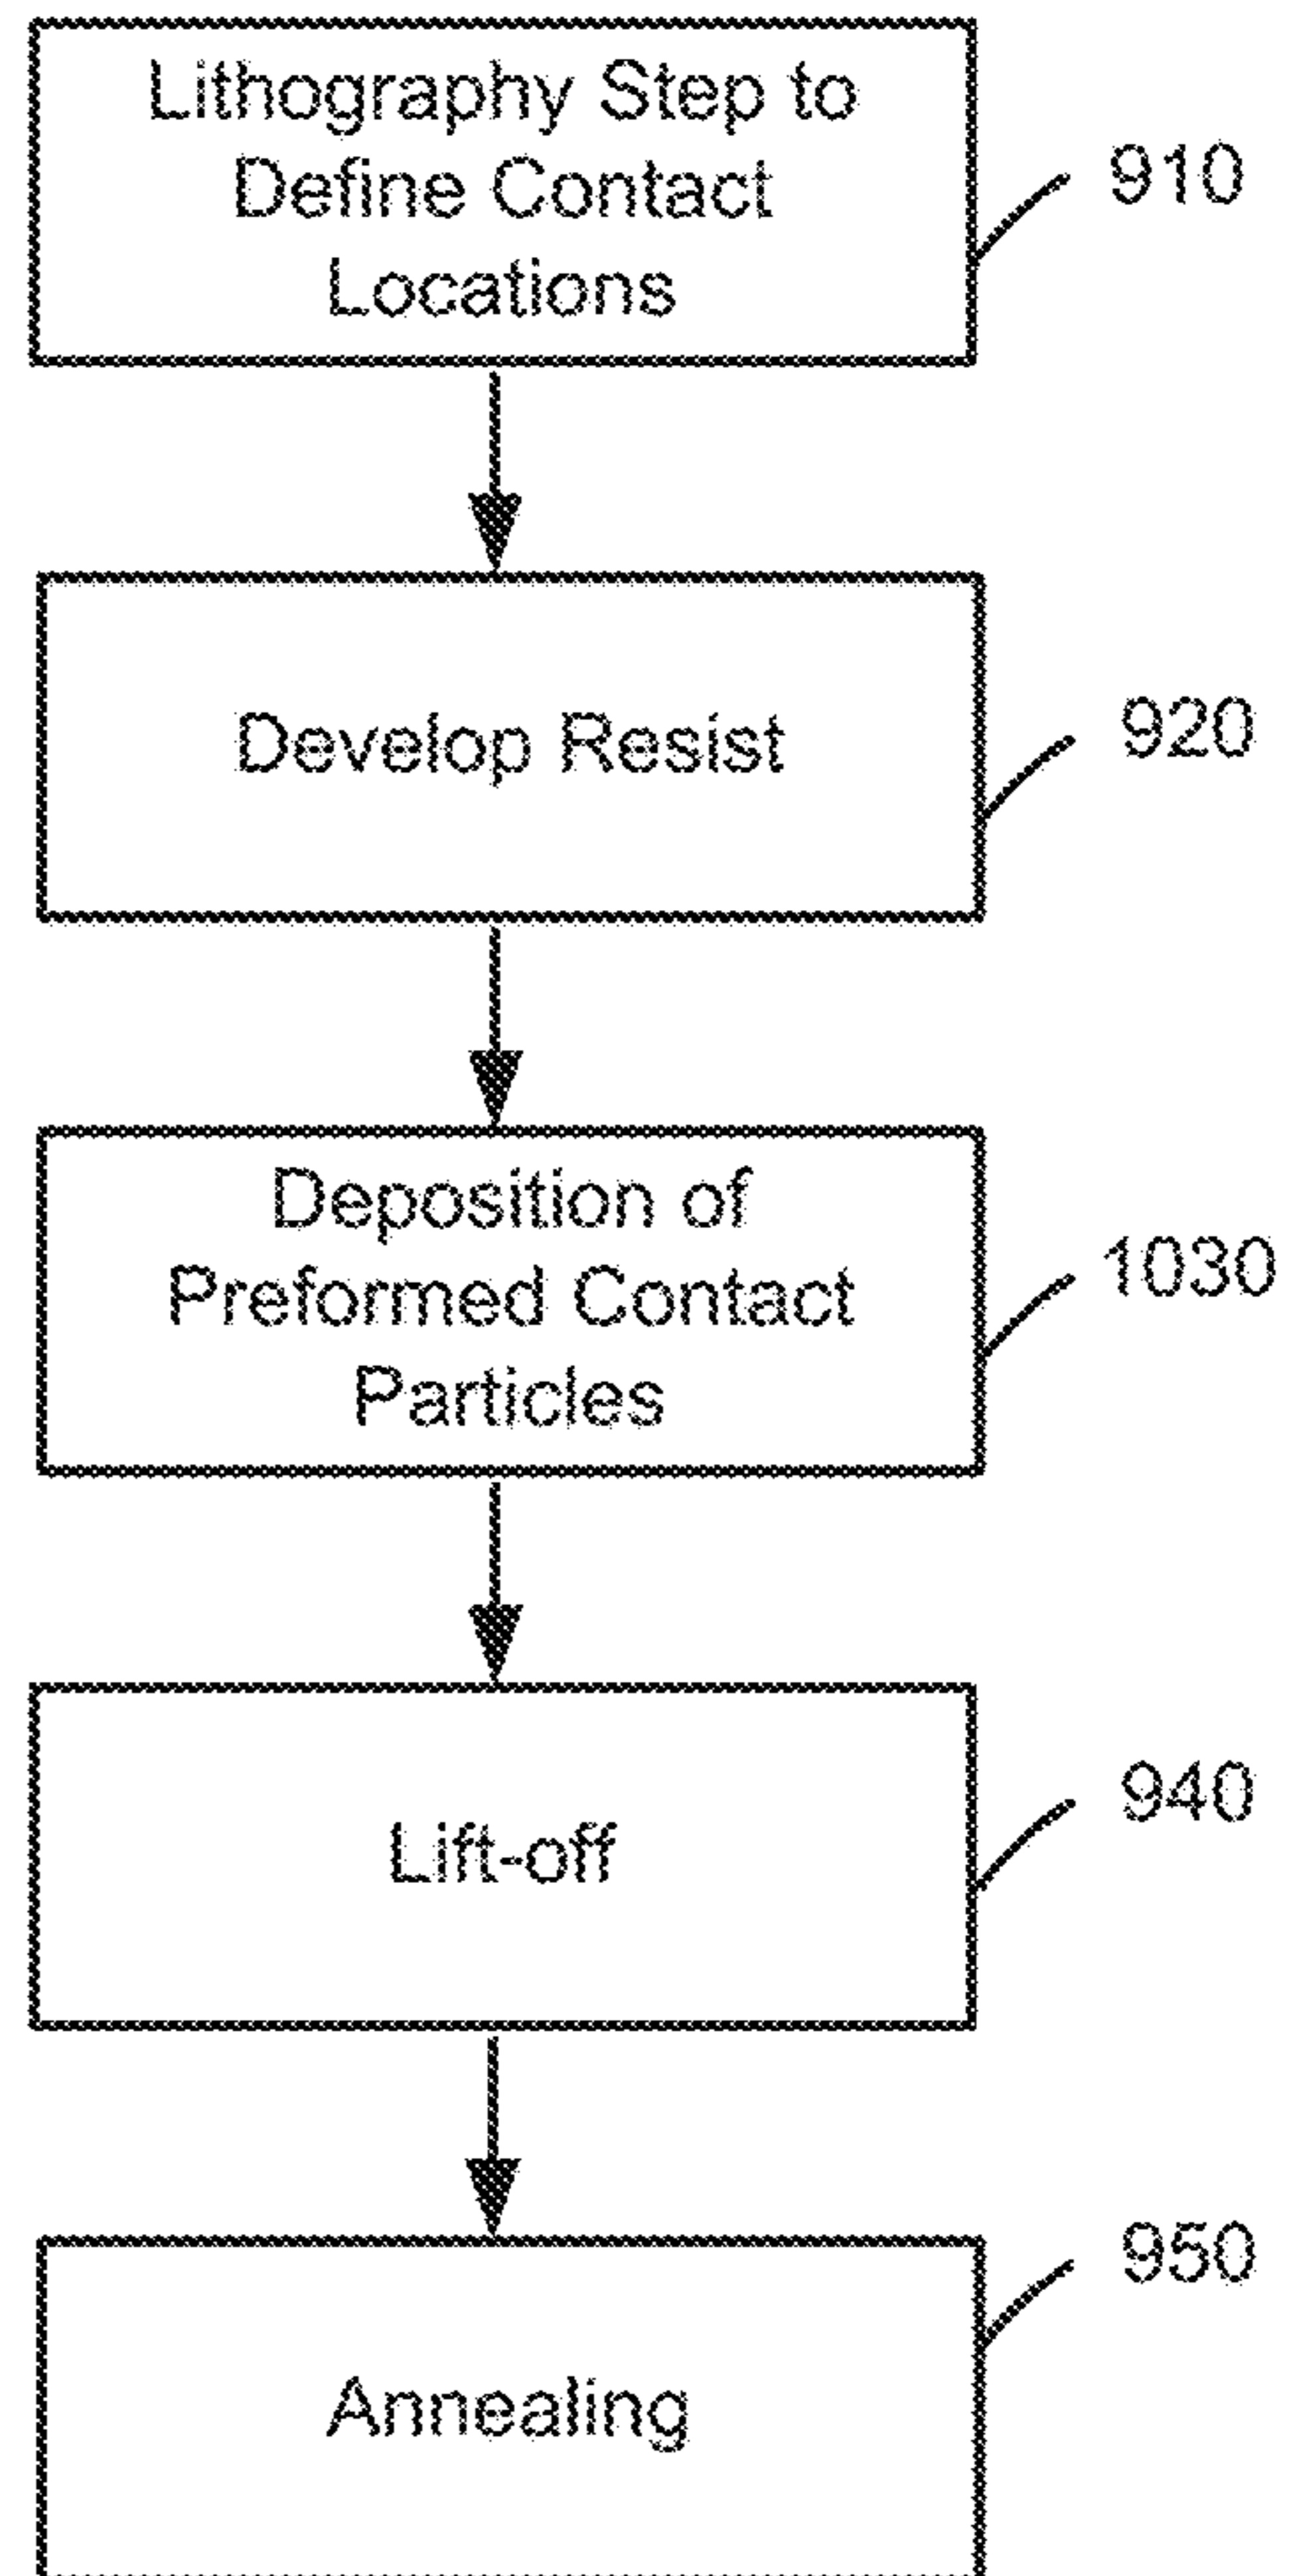 Lithography Step to
Define Contact
Locations
910
Develop Resist
920
Deposition of
Preformed Contact
Particles
1030
Lift-off
940
Annealing
950